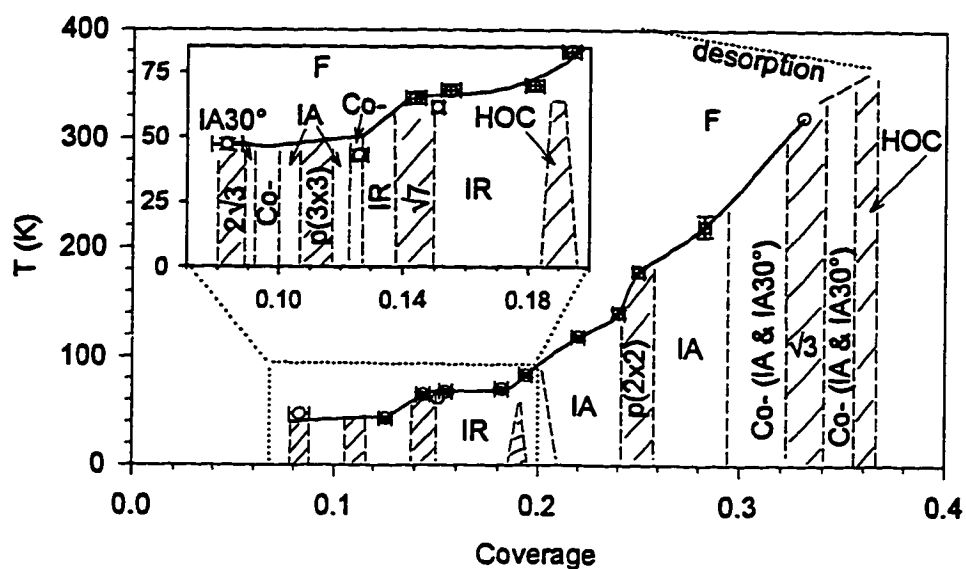 400
300
200
100
0
T (K)
0.0
0.1
0.2
0.3
0.4
Coverage
desorption
F
HOC
IR
IA
p(2x2)
IA
Co- (IA & IA30°)
√3
Co- (IA & IA30°)
75
50
25
0
0.10
0.14
0.18
F
IA30°
IA
Co-
HOC
2√3
Co-
p(3x3)
IR
√7
IR